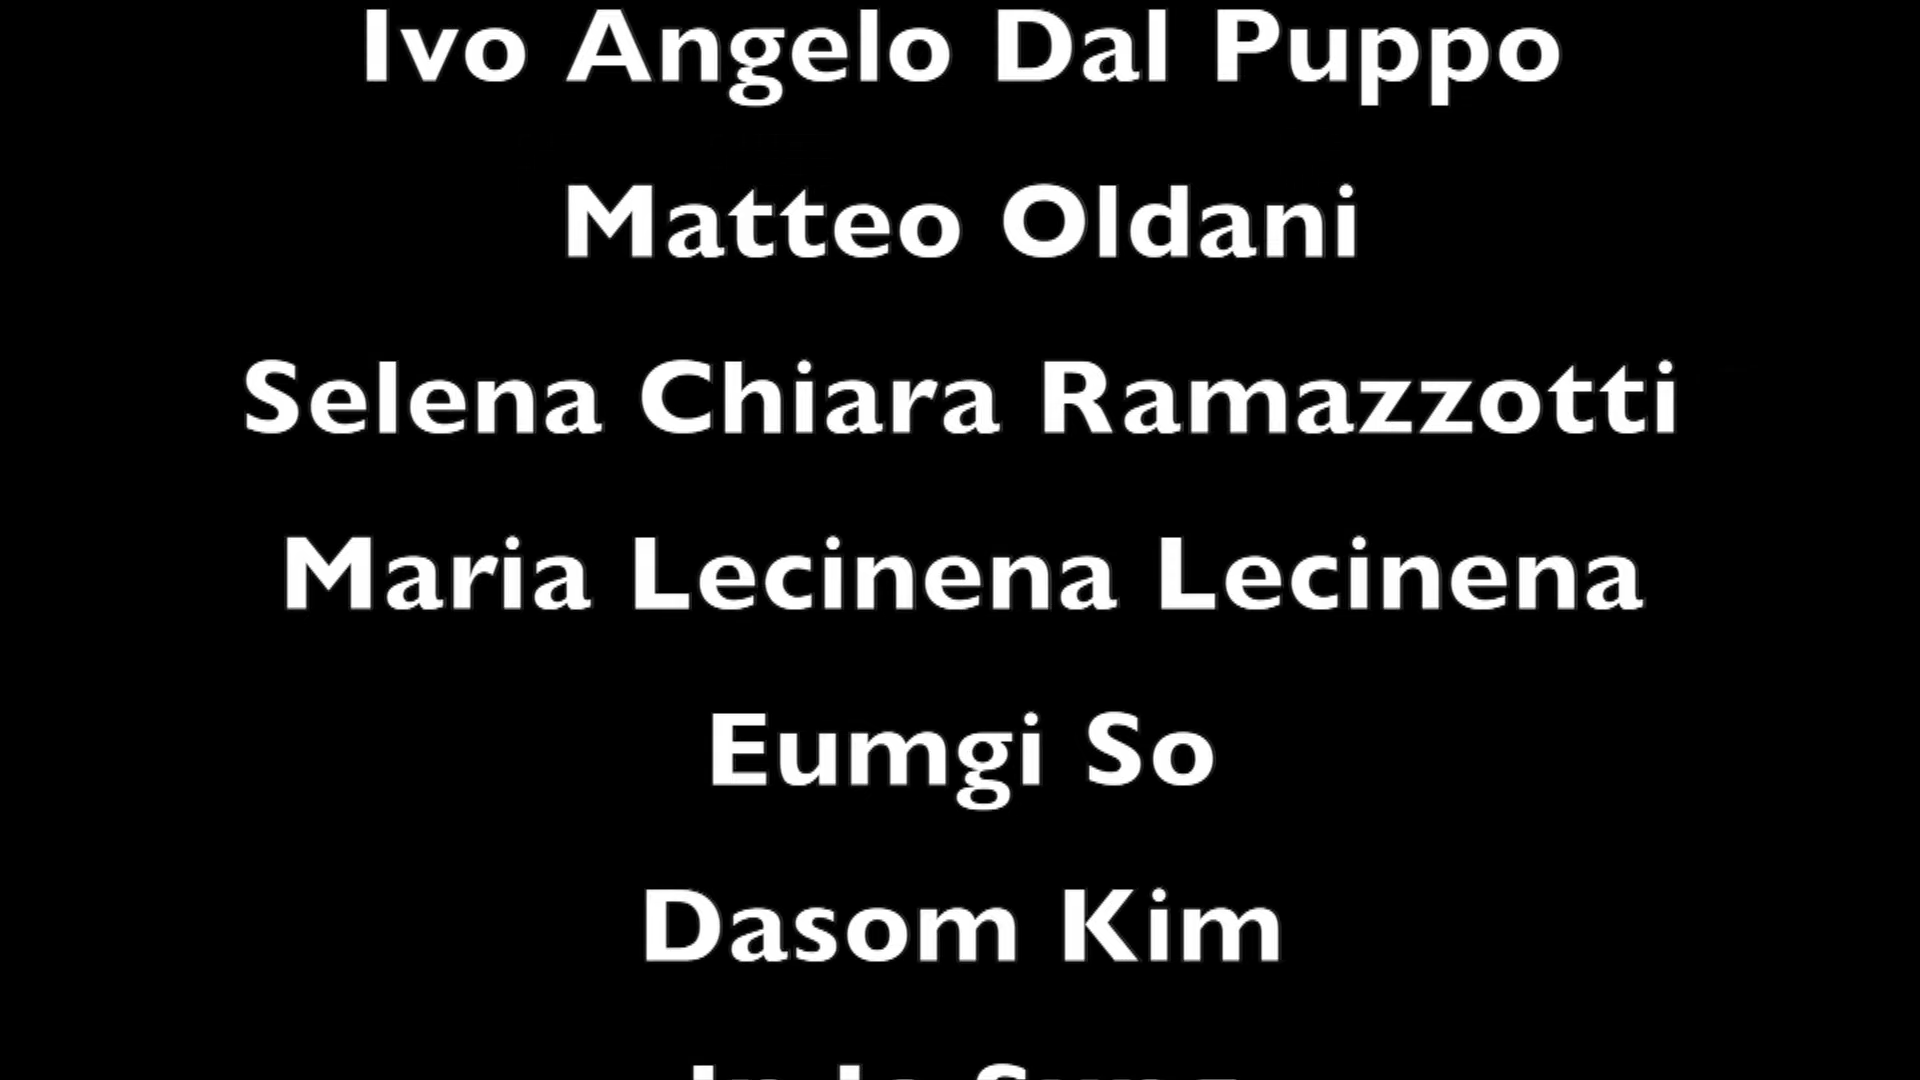 Ivo Angelo Dal Puppo
Matteo Oldani
Selena Chiara Ramazzotti
Maria Lecinena Lecinena
Eumgi So
Dasom Kim